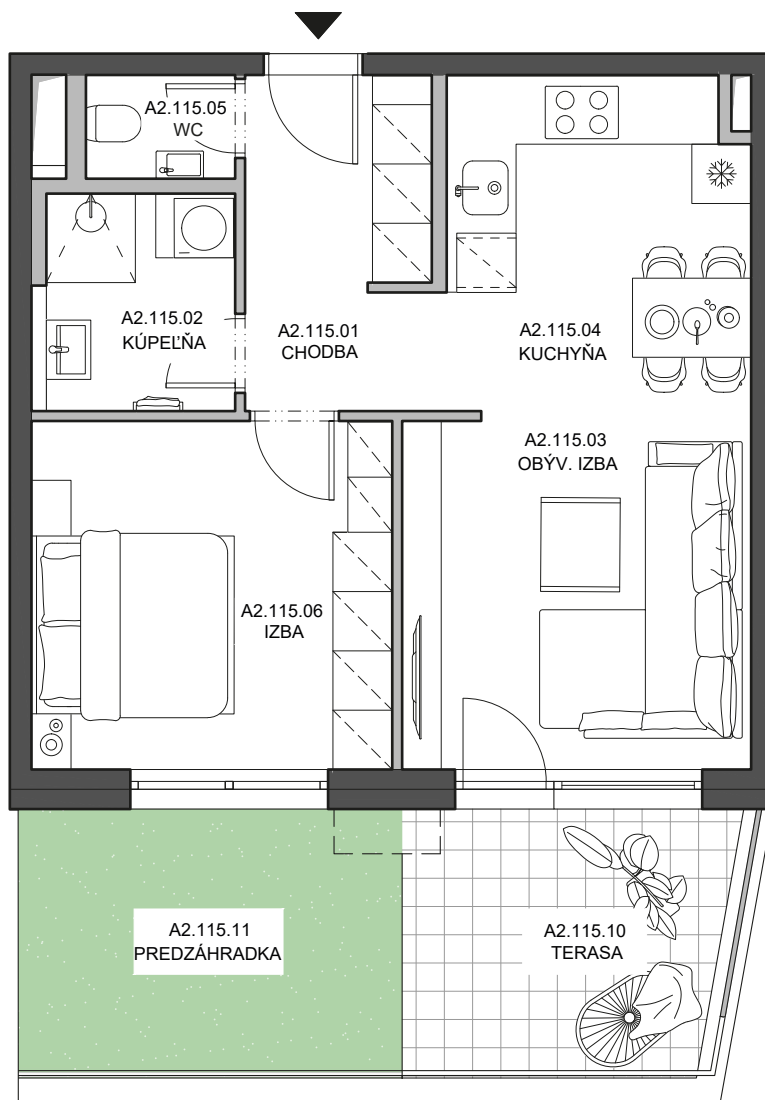 A2.115.05
WC
A2.115.02
KÚPEĽŇA
A2.115.01
CHODBA
A2.115.04
KUCHYŇA
A2.115.03
OBÝV. IZBA
A2.115.06
IZBA
A2.115.11
PREDZÁHRADKA
A2.115.10
TERASA